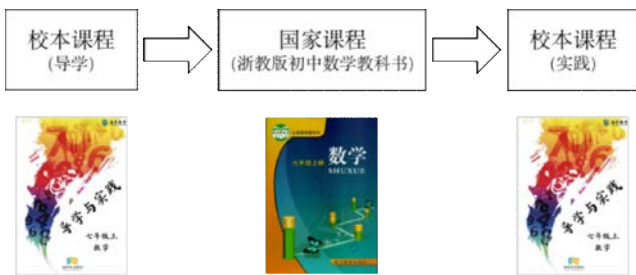 校本课程
(导学)
国家课程
(浙教版初中数学教科书)
校本课程
(实践)
导学与实践
七年级上
数学
七年级上册
数学
SHUXUE
导学与实践
七年级上
数学